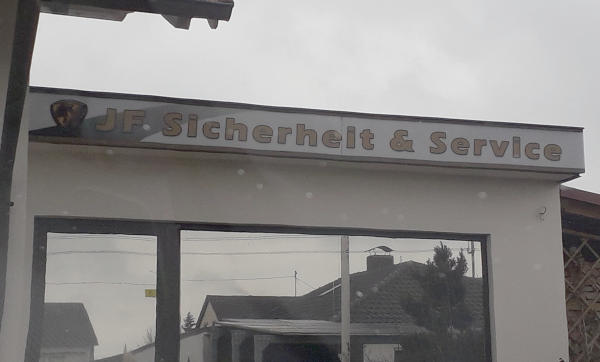 JF Sicherheit & Service